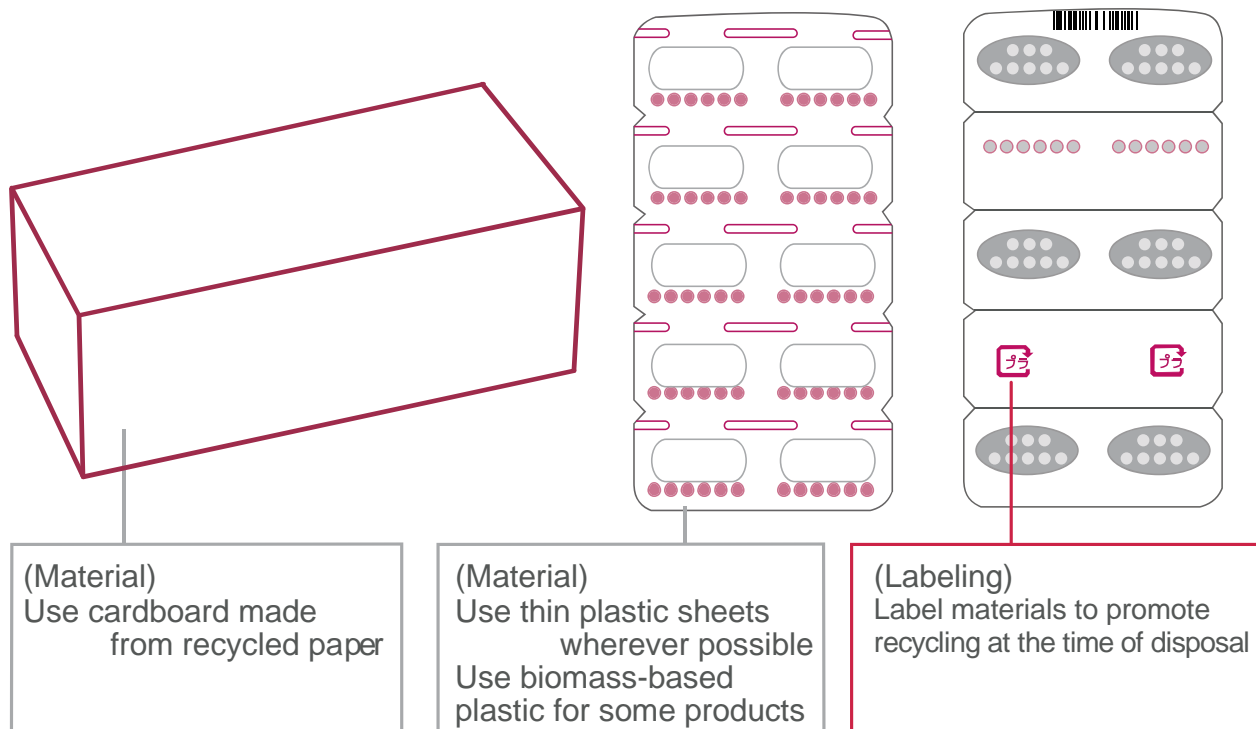 プラ
プラ
(Material)
Use cardboard made
from recycled paper
(Material)
Use thin plastic sheets
wherever possible
Use biomass-based
plastic for some products
(Labeling)
Label materials to promote
recycling at the time of disposal